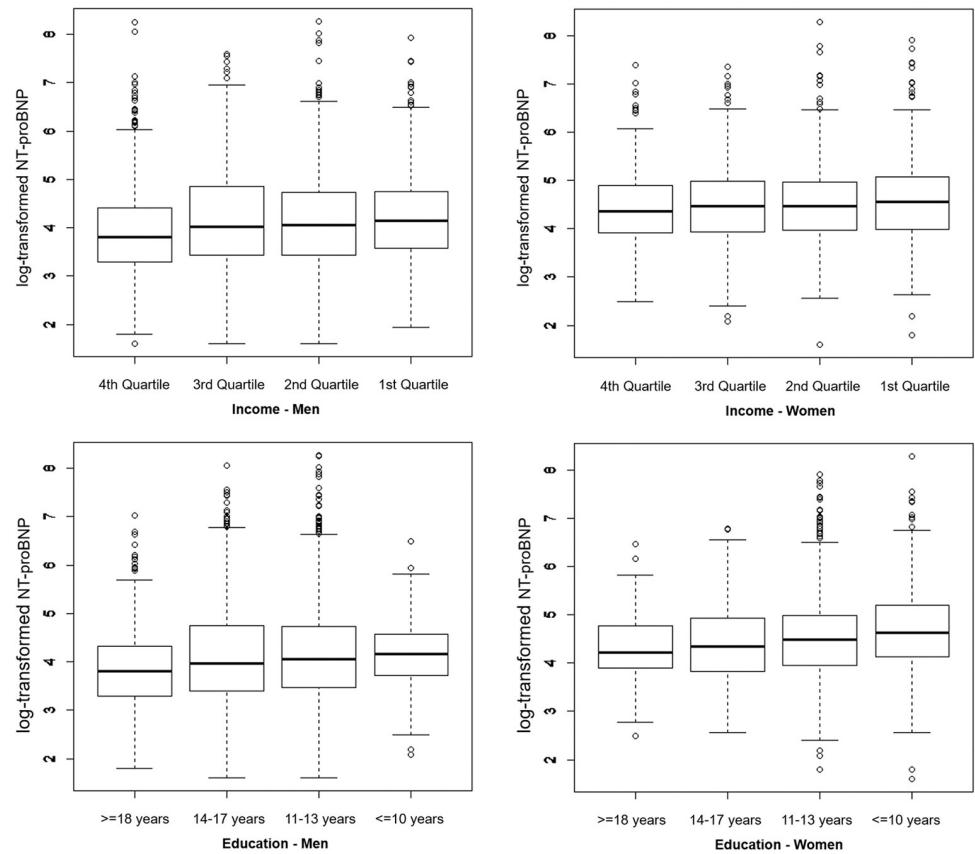 log-transformed NT-proBNP
8
7
6
5
4
3
2
4th Quartile 3rd Quartile 2nd Quartile 1st Quartile
Income - Men
log-transformed NT-proBNP
8
7
6
5
4
3
2
4th Quartile 3rd Quartile 2nd Quartile 1st Quartile
Income - Women
log-transformed NT-proBNP
8
7
6
5
4
3
2
>=18 years 14-17 years 11-13 years <=10 years
Education - Men
log-transformed NT-proBNP
8
7
6
5
4
3
2
>=18 years 14-17 years 11-13 years <=10 years
Education - Women